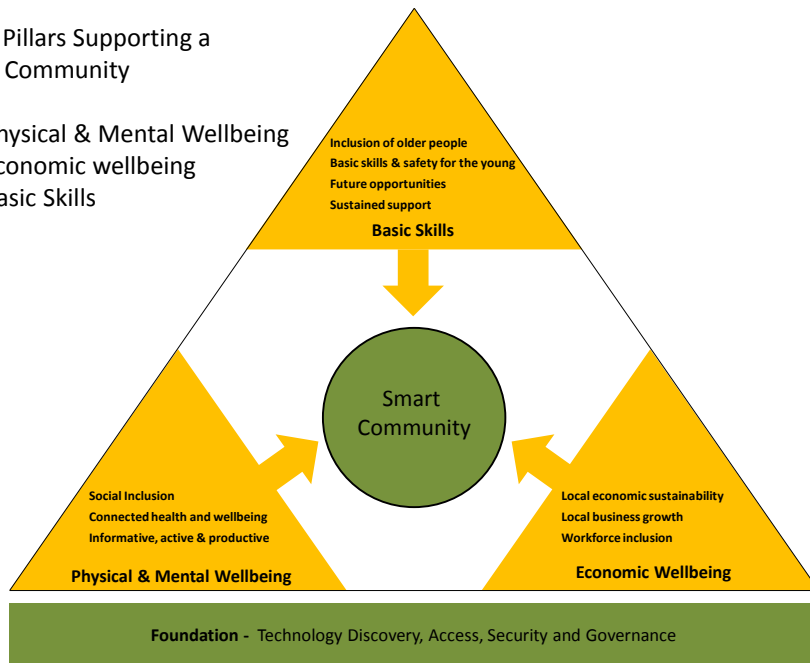 Pillars Supporting a
Community
hysical & Mental Wellbeing
conomic wellbeing
asic Skills
Inclusion of older people
Basic skills & safety for the young
Future opportunities
Sustained support
Basic Skills
Smart
Community
Social Inclusion
Connected health and wellbeing
Informative, active & productive
Physical & Mental Wellbeing
Local economic sustainability
Local business growth
Workforce inclusion
Economic Wellbeing
Foundation - Technology Discovery, Access, Security and Governance